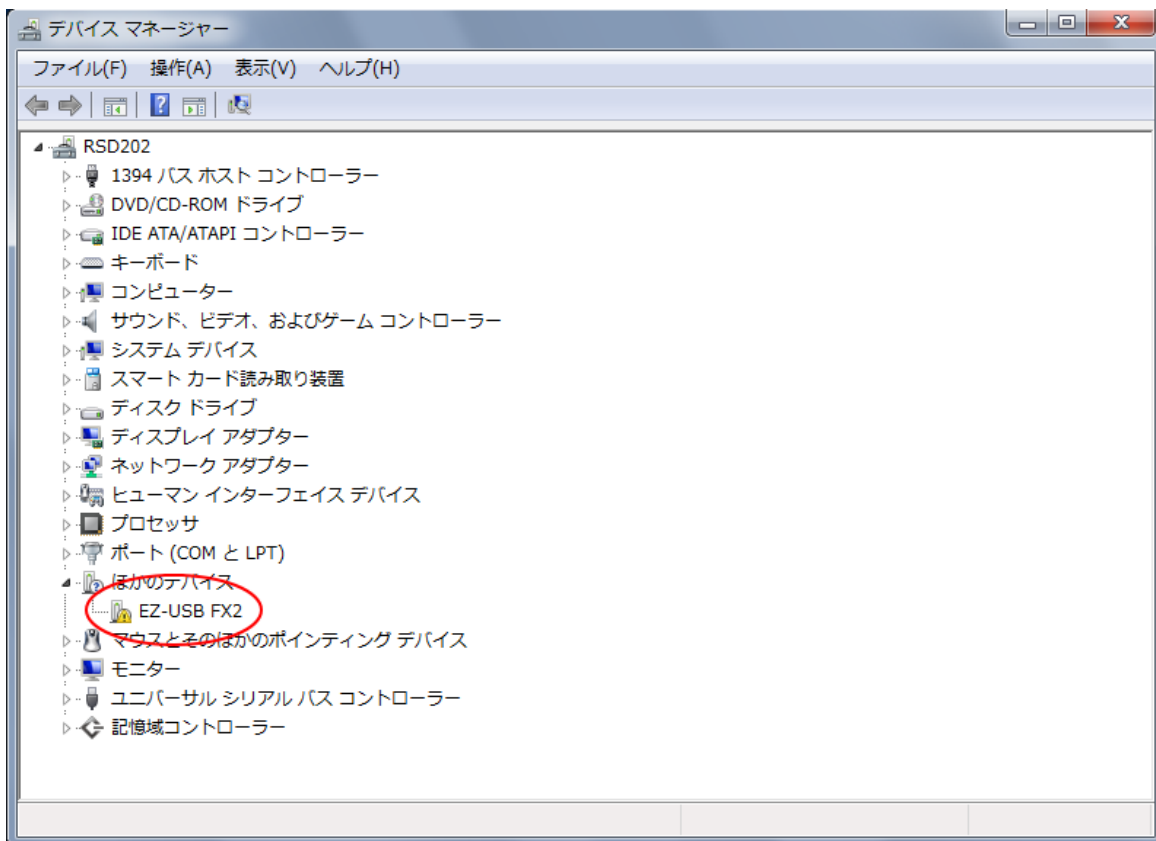 デバイス マネージャー
ファイル(F) 操作(A) 表示(V) ヘルプ(H)
RSD202
1394 バス ホスト コントローラー
DVD/CD-ROM ドライブ
IDE ATA/ATAPI コントローラー
キーボード
コンピューター
サウンド、ビデオ、およびゲーム コントローラー
システム デバイス
スマート カード読み取り装置
ディスク ドライブ
ディスプレイ アダプター
ネットワーク アダプター
ヒューマン インターフェイス デバイス
プロセッサ
ポート (COM と LPT)
ほかのデバイス
EZ-USB FX2
マウスとそのほかのポインティング デバイス
モニター
ユニバーサル シリアル バス コントローラー
記憶域コントローラー